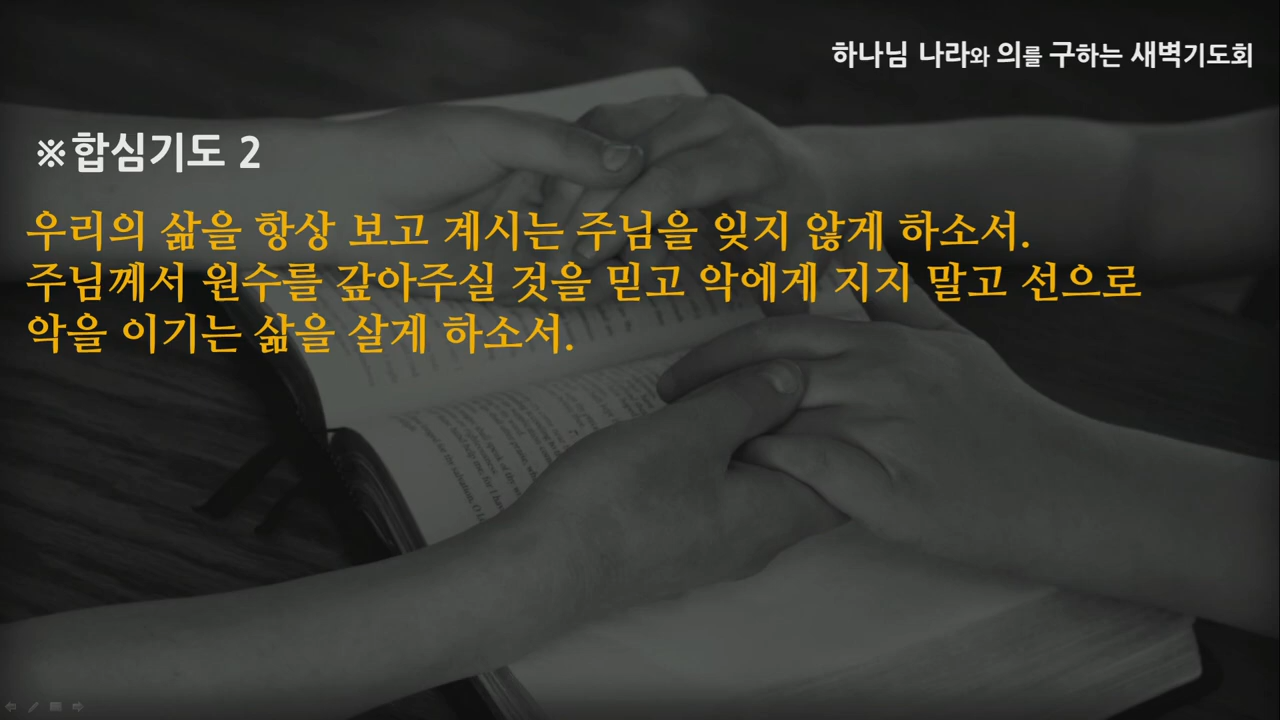 하나님 나라와 의를 구하는 새벽기도회
※합심기도 2
우리의 삶을 항상 보고 계시는 주님을 잊지 않게 하소서.
주님께서 원수를 갚아주실 것을 믿고 악에게 지지 말고 선으로
악을 이기는 삶을 살게 하소서.